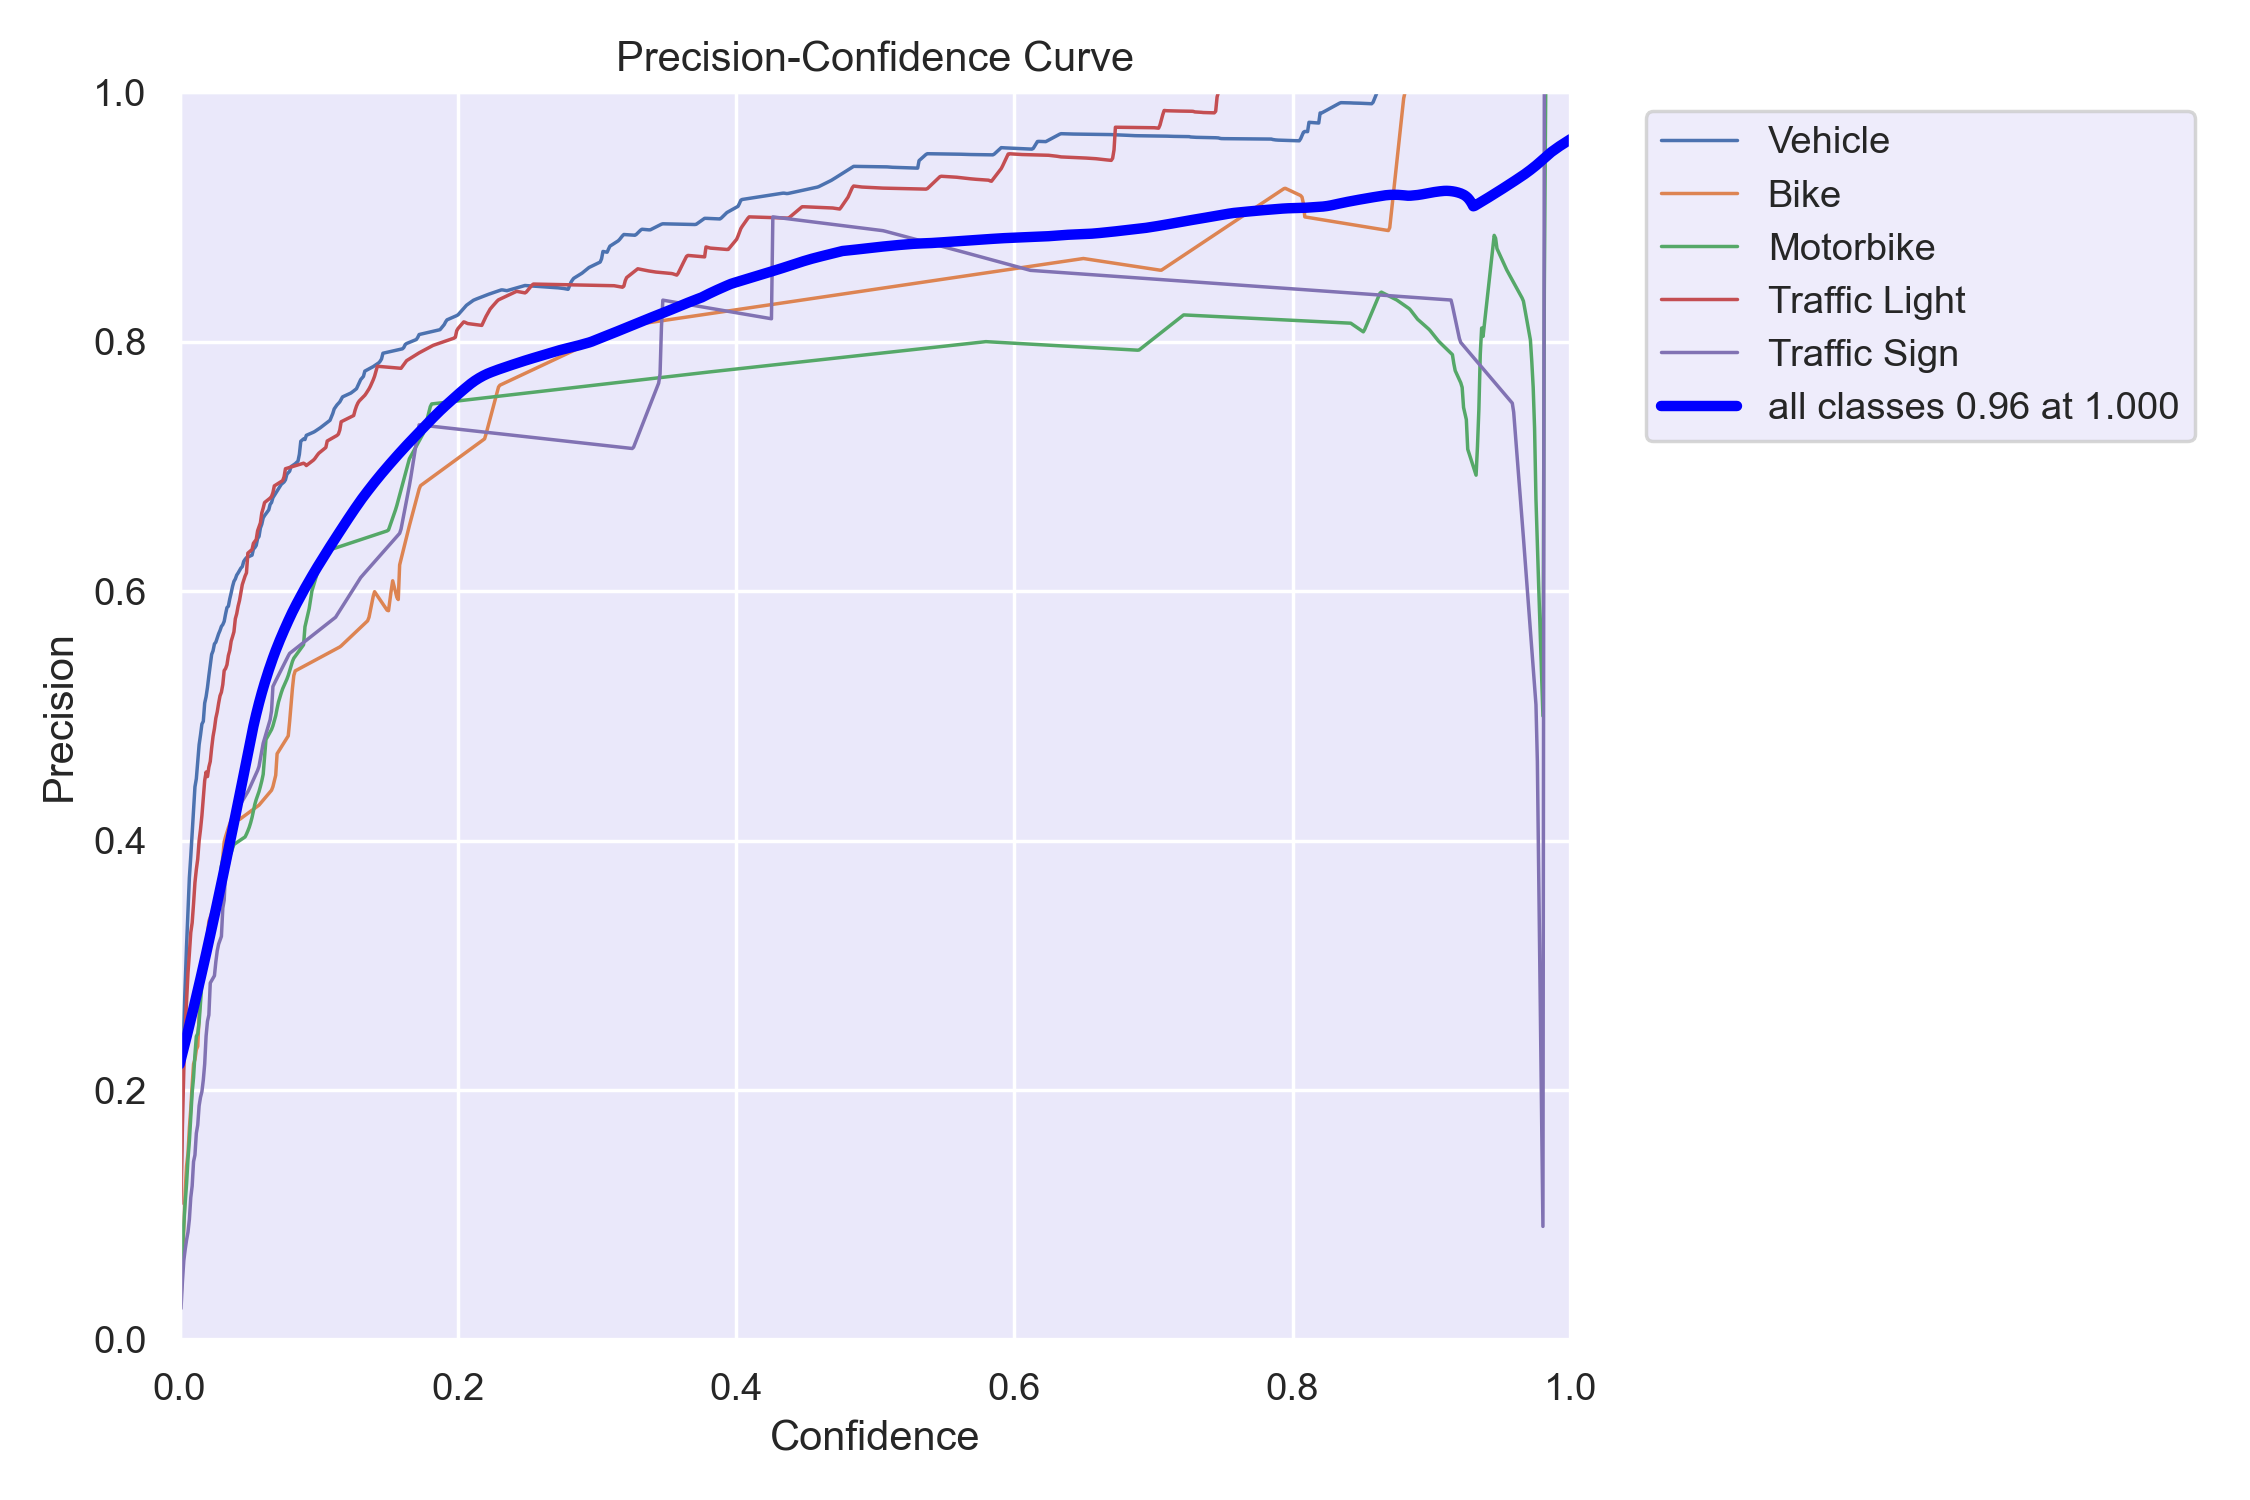 Precision-Confidence Curve
1.0
0.8
0.6
0.4
0.2
0.0
Precision
0.0 0.2 0.4 0.6 0.8 1.0
Confidence
Vehicle
Bike
Motorbike
Traffic Light
Traffic Sign
all classes 0.96 at 1.000